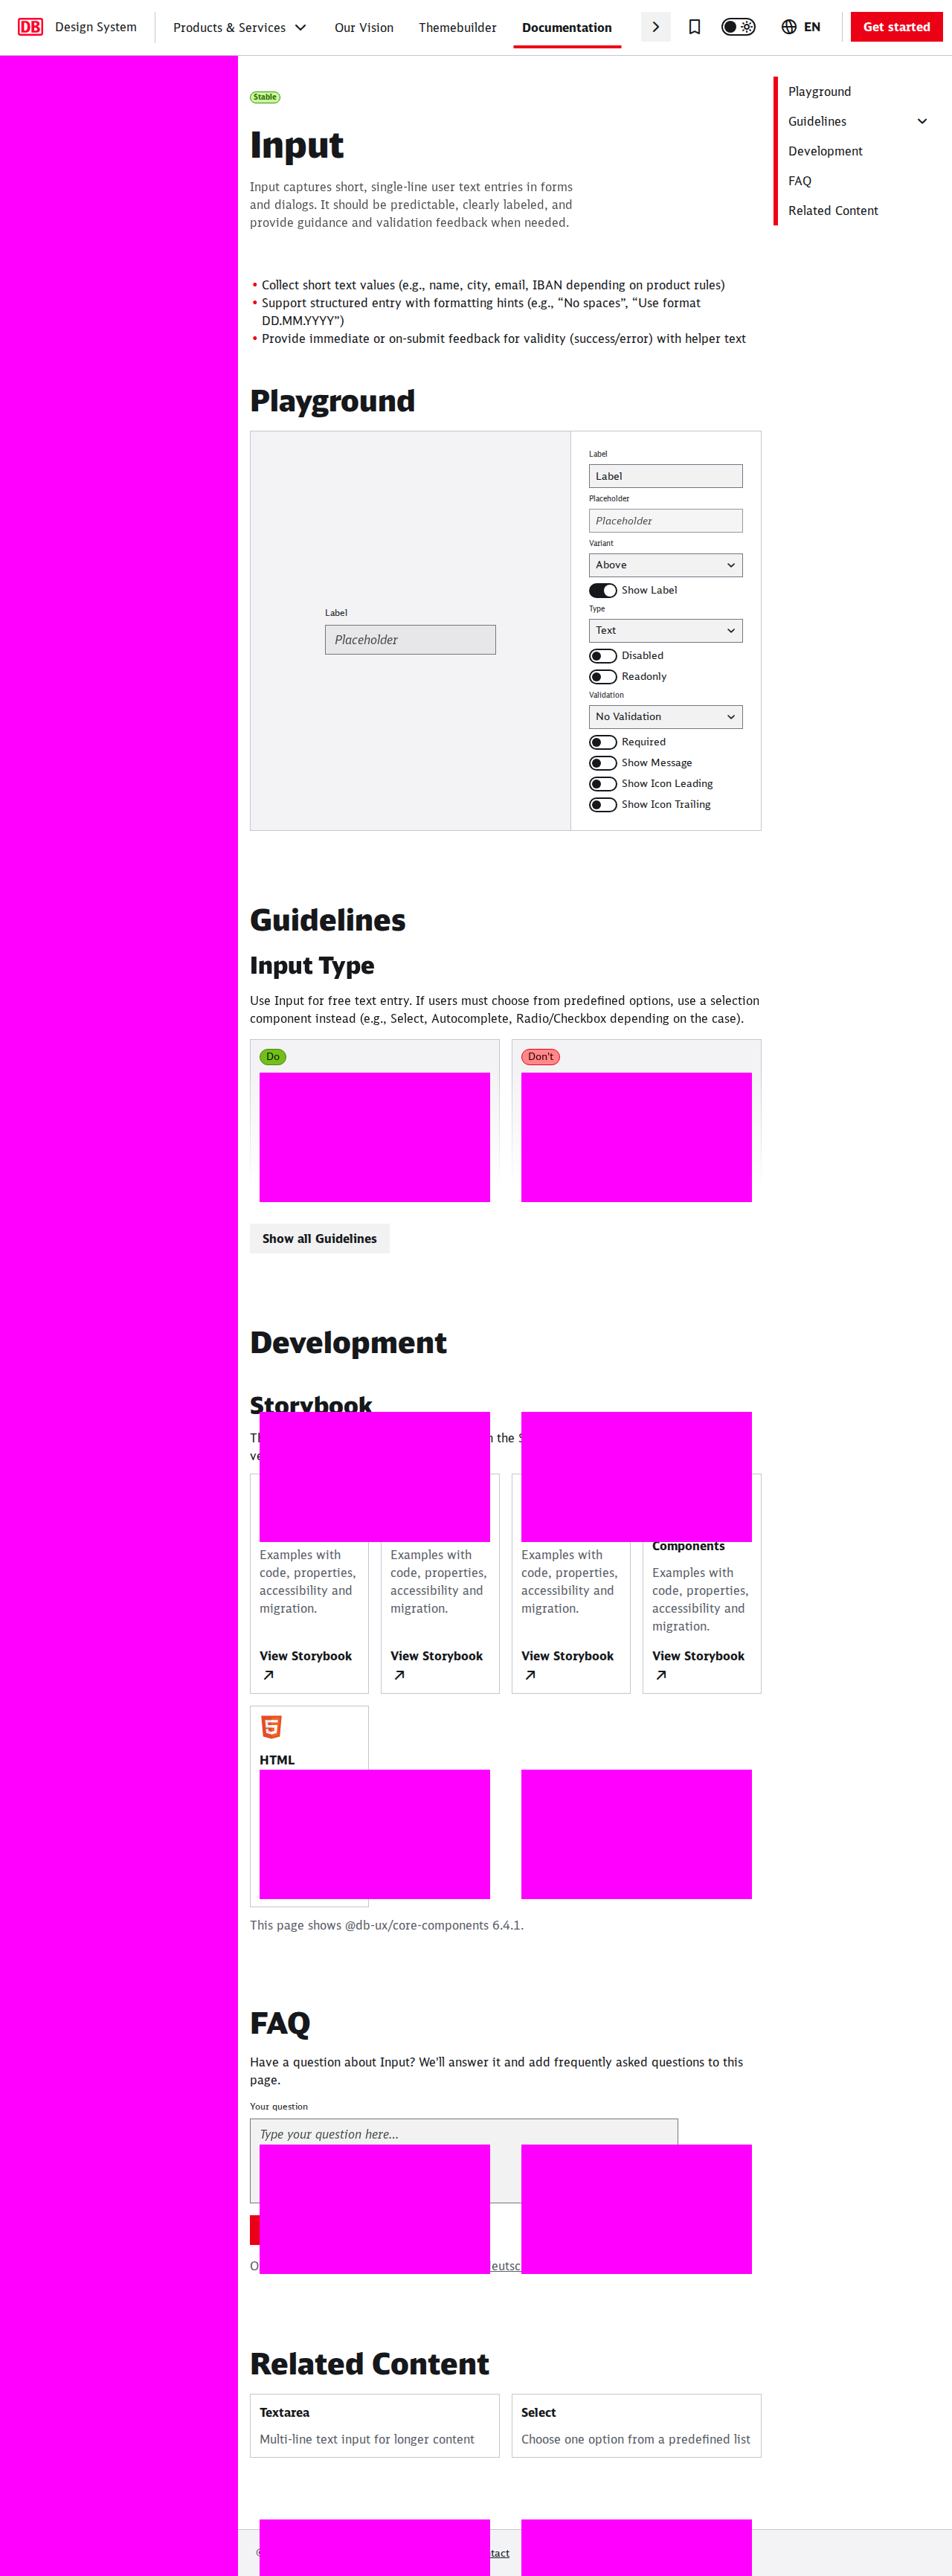 DB Design System Products & Services Our Vision Themebuilder Documentation EN Get started
Stable
Input
Input captures short, single-line user text entries in forms
and dialogs. It should be predictable, clearly labeled, and
provide guidance and validation feedback when needed.
• Collect short text values (e.g., name, city, email, IBAN depending on product rules)
• Support structured entry with formatting hints (e.g., “No spaces”, “Use format
DD.MM.YYYY”)
• Provide immediate or on-submit feedback for validity (success/error) with helper text
Playground
Guidelines
Development
FAQ
Related Content
Playground
Label
Placeholder
Label
Label
Placeholder
Placeholder
Variant
Above
Show Label
Type
Text
Disabled
Readonly
Validation
No Validation
Required
Show Message
Show Icon Leading
Show Icon Trailing
Guidelines
Input Type
Use Input for free text entry. If users must choose from predefined options, use a selection
component instead (e.g., Select, Autocomplete, Radio/Checkbox depending on the case).
Do
Don't
Show all Guidelines
Development
Storybook
the
Examples with
code, properties,
accessibility and
migration.
View Storybook
Examples with
code, properties,
accessibility and
migration.
View Storybook
Examples with
code, properties,
accessibility and
migration.
View Storybook
Components
Examples with
code, properties,
accessibility and
migration.
View Storybook
HTML
This page shows @db-ux/core-components 6.4.1.
FAQ
Have a question about Input? We'll answer it and add frequently asked questions to this
page.
Your question
Type your question here...
Related Content
Textarea
Multi-line text input for longer content
Select
Choose one option from a predefined list